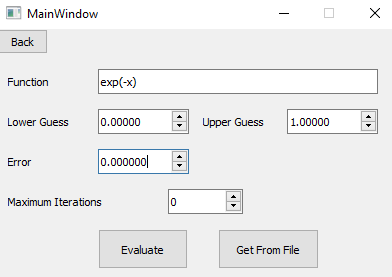 MainWindow
Back
Function exp(-x)
Lower Guess 0.00000 Upper Guess 1.00000
Error 0.000000
Maximum Iterations 0
Evaluate Get From File